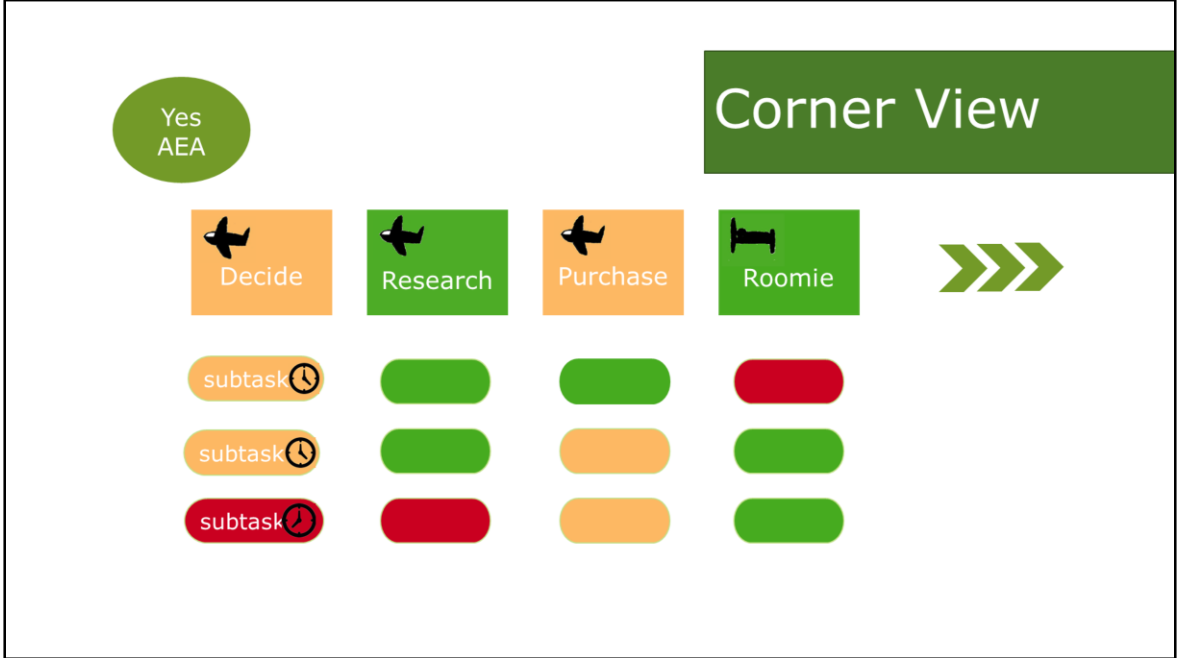 Yes
AEA
Corner View
Decide
Research
Purchase
Roomie
subtask
subtask
subtask